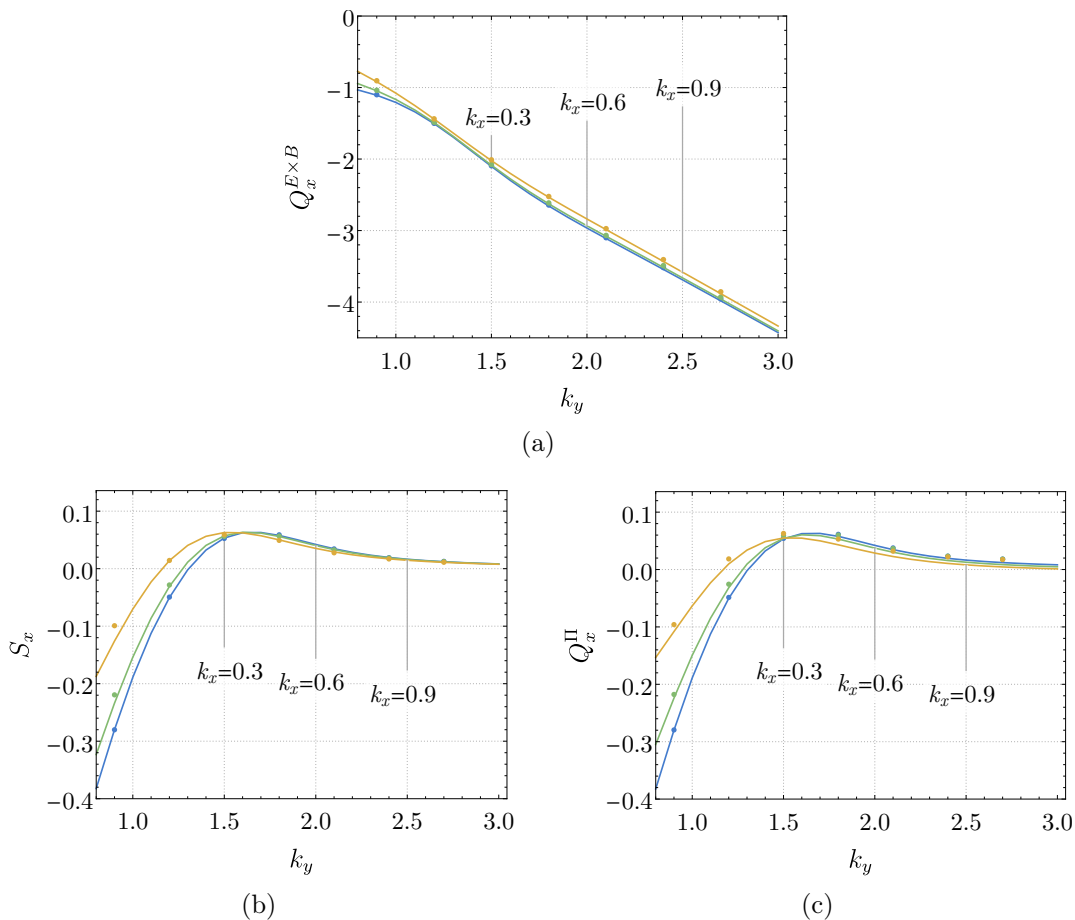 0
−1
−2
−3
−4
Q_x^{E×B}
k_x=0.3
k_x=0.6
k_x=0.9
1.0 1.5 2.0 2.5 3.0
k_y
(a)
0.1
0.0
−0.1
−0.2
−0.3
−0.4
S_x
k_x=0.3
k_x=0.6
k_x=0.9
1.0 1.5 2.0 2.5 3.0
k_y
(b)
0.1
0.0
−0.1
−0.2
−0.3
−0.4
Q_x^Π
k_x=0.3
k_x=0.6
k_x=0.9
1.0 1.5 2.0 2.5 3.0
k_y
(c)